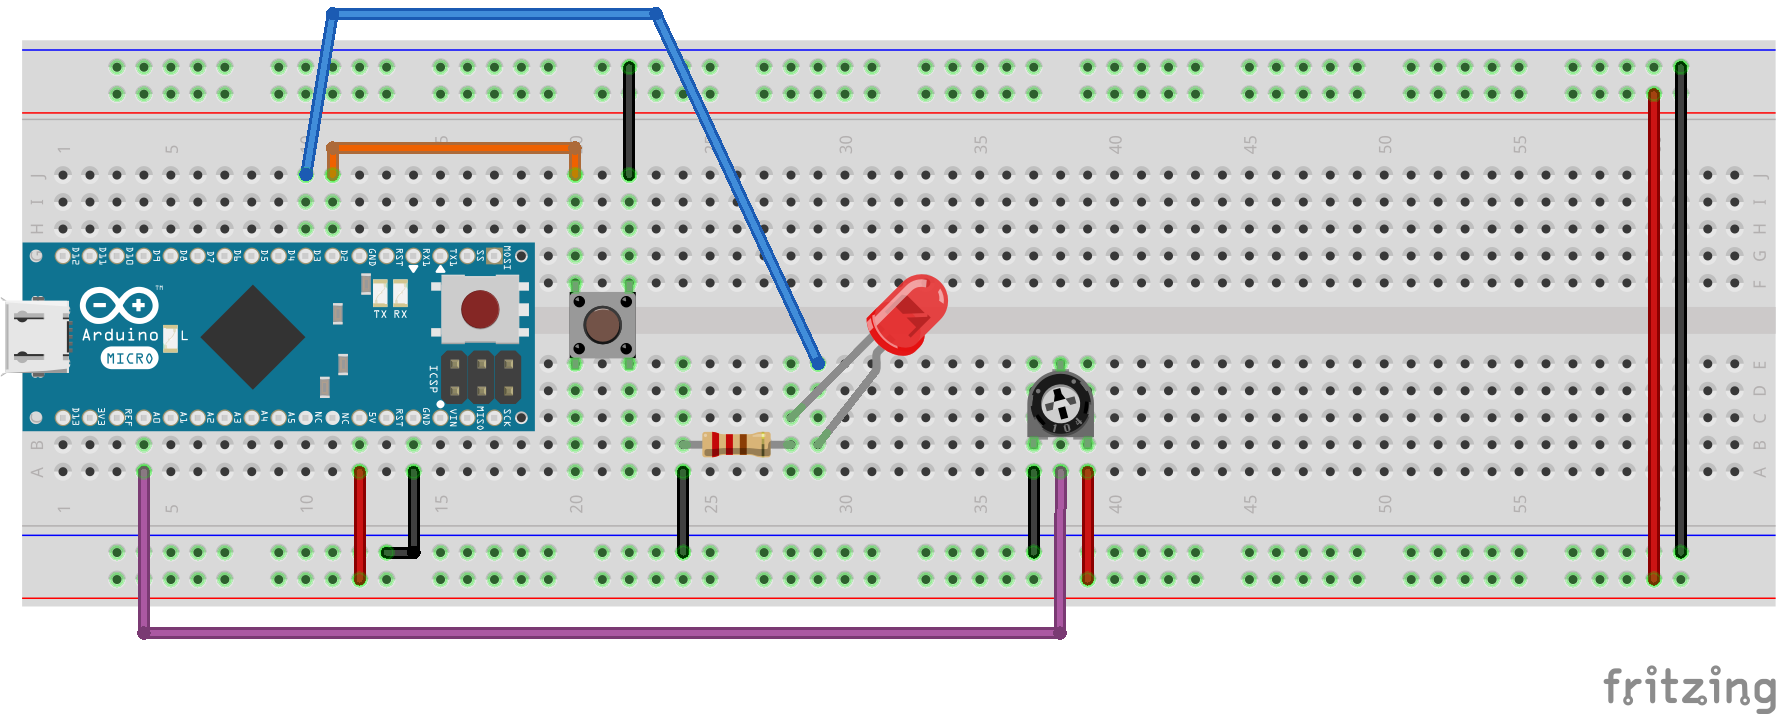 1 5 10 5 20 25 30 35 40 45 50 55
J J
I I
H H
G
F
D12 D11 D10 D9 D8 D7 D6 D5 D4 D3 D2 GND RST RX1 TX1 SS MOSI
TM
TX RX
Arduino L
MICRO
ICSP
D13 3V3 REF A0 A1 A2 A3 A4 A5 NC NC 5V RST GND VIN MISO SCK
E
D
C
104
B B
A A
1 5 10 15 20 25 30 35 40 45 50 55
fritzing